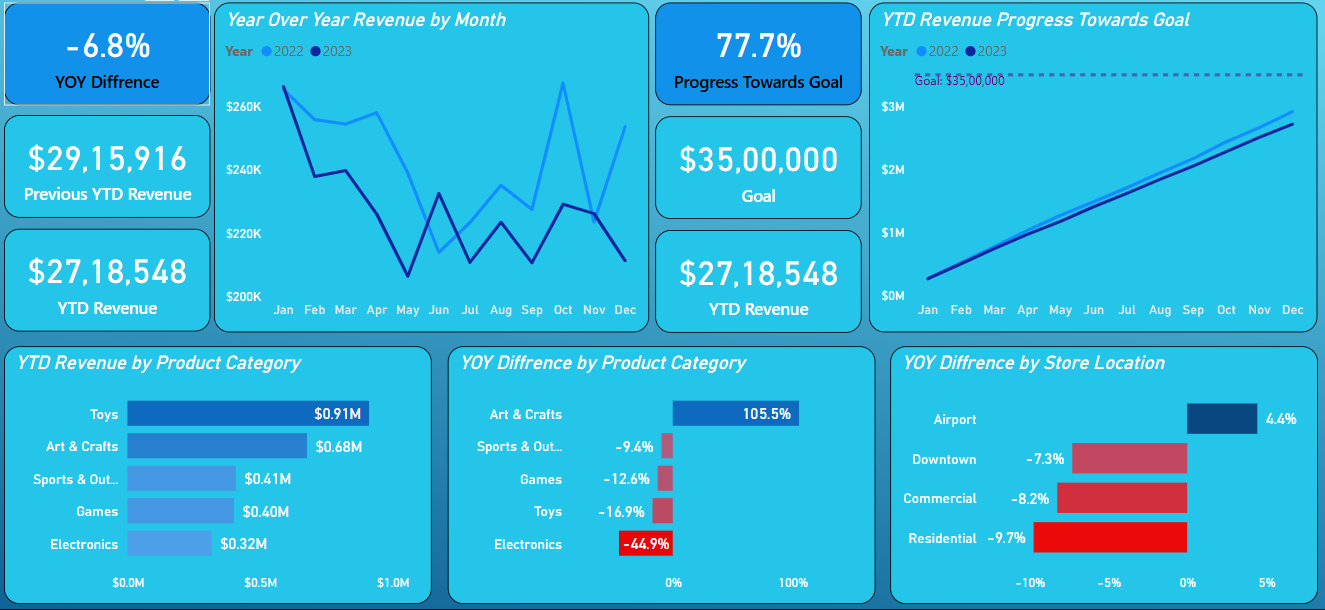 -6.8%
YOY Diffrence
$29,15,916
Previous YTD Revenue
$27,18,548
YTD Revenue
Year Over Year Revenue by Month
Year 2022 2023
$260K
$240K
$220K
$200K
Jan Feb Mar Apr May Jun Jul Aug Sep Oct Nov Dec
77.7%
Progress Towards Goal
$35,00,000
Goal
$27,18,548
YTD Revenue
YTD Revenue Progress Towards Goal
Year 2022 2023
Goal: $35,00,000
$3M
$2M
$1M
$0M
Jan Feb Mar Apr May Jun Jul Aug Sep Oct Nov Dec
YTD Revenue by Product Category
Toys $0.91M
Art & Crafts $0.68M
Sports & Out... $0.41M
Games $0.40M
Electronics $0.32M
$0.0M $0.5M $1.0M
YOY Diffrence by Product Category
Art & Crafts 105.5%
Sports & Out... -9.4%
Games -12.6%
Toys -16.9%
Electronics -44.9%
0% 100%
YOY Diffrence by Store Location
Airport 4.4%
Downtown -7.3%
Commercial -8.2%
Residential -9.7%
-10% -5% 0% 5%